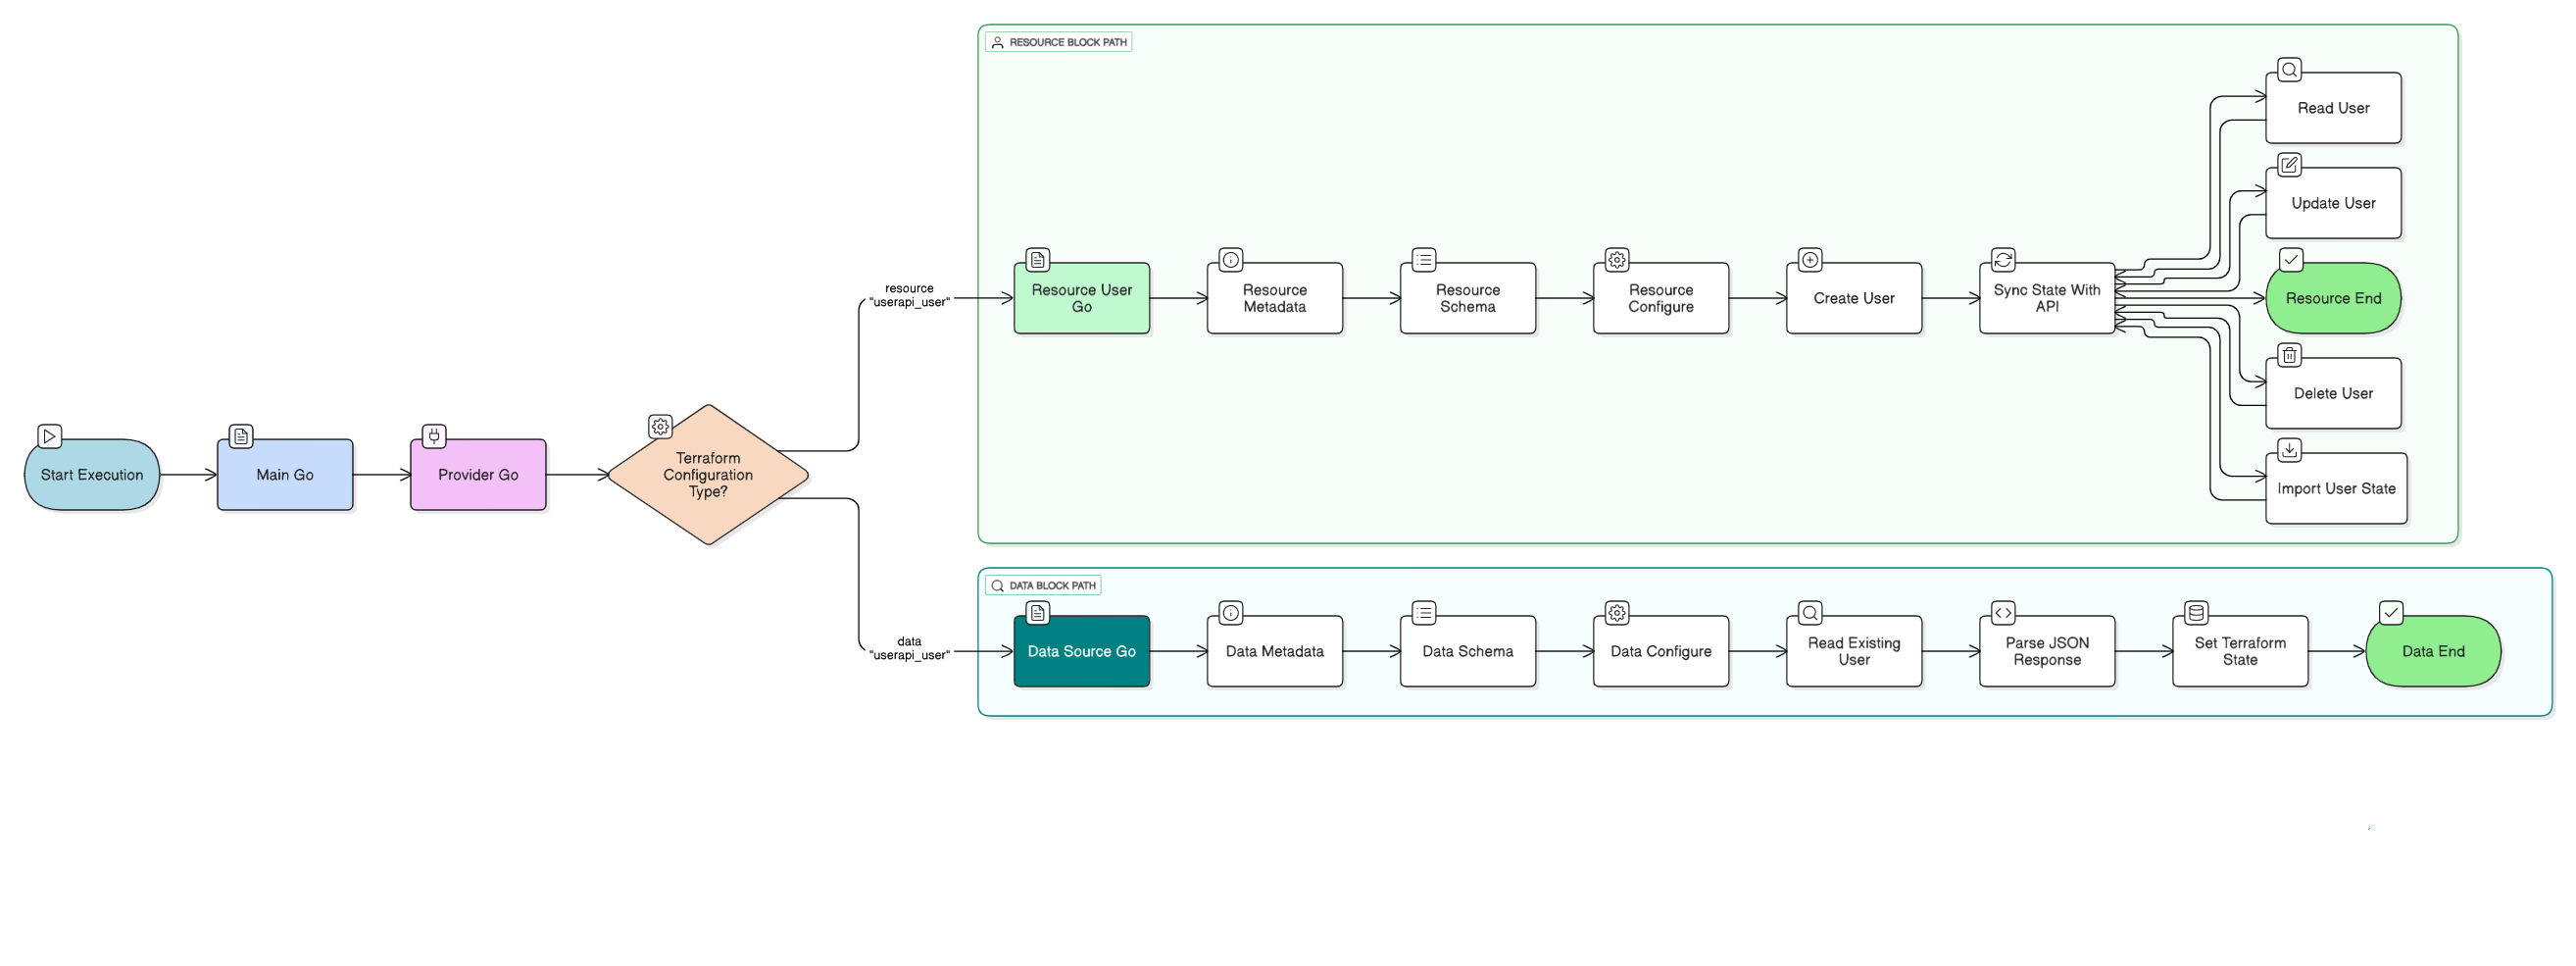 RESOURCE BLOCK PATH
Read User
Update User
resource
"userapi_user"
Resource User
Go
Resource
Metadata
Resource
Schema
Resource
Configure
Create User
Sync State With
API
Resource End
Delete User
Import User State
Start Execution
Main Go
Provider Go
Terraform
Configuration
Type?
DATA BLOCK PATH
data
"userapi_user"
Data Source Go
Data Metadata
Data Schema
Data Configure
Read Existing
User
Parse JSON
Response
Set Terraform
State
Data End